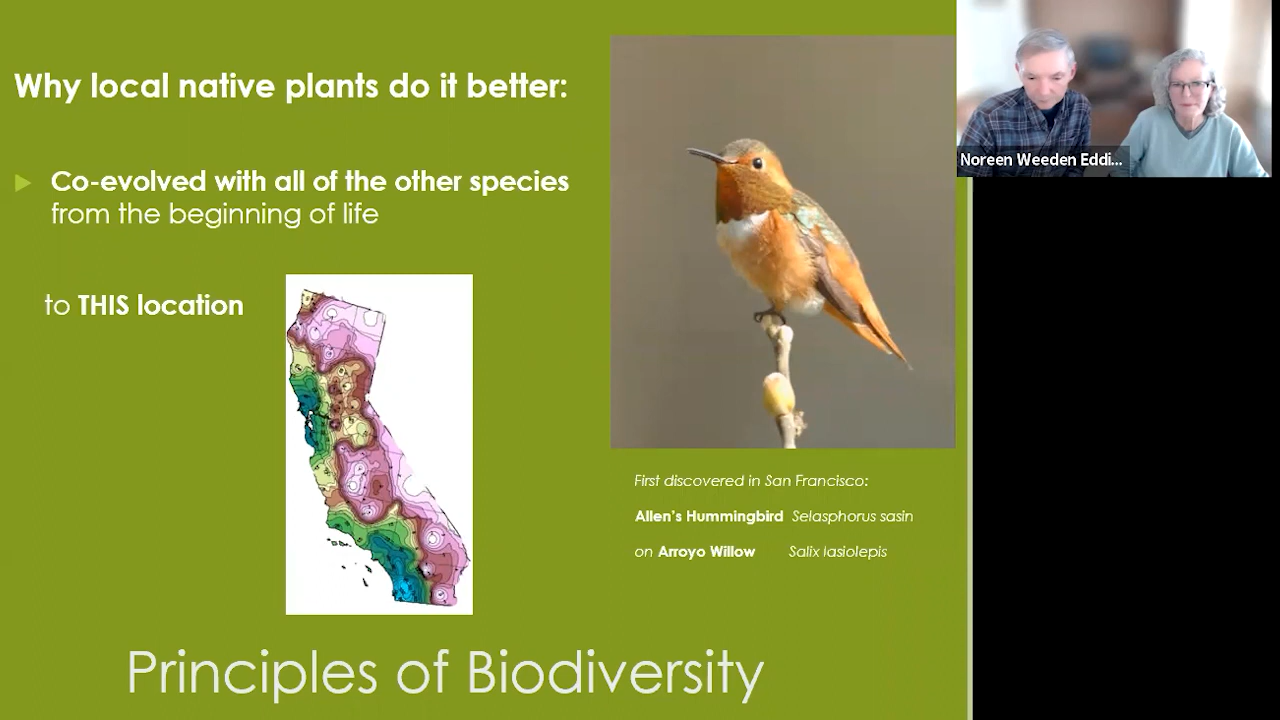 Why local native plants do it better:
Co-evolved with all of the other species
from the beginning of life
to THIS location
First discovered in San Francisco:
Allen's Hummingbird Selasphorus sasin
on Arroyo Willow Salix lasiolepis
Principles of Biodiversity
Noreen Weeden Eddi...